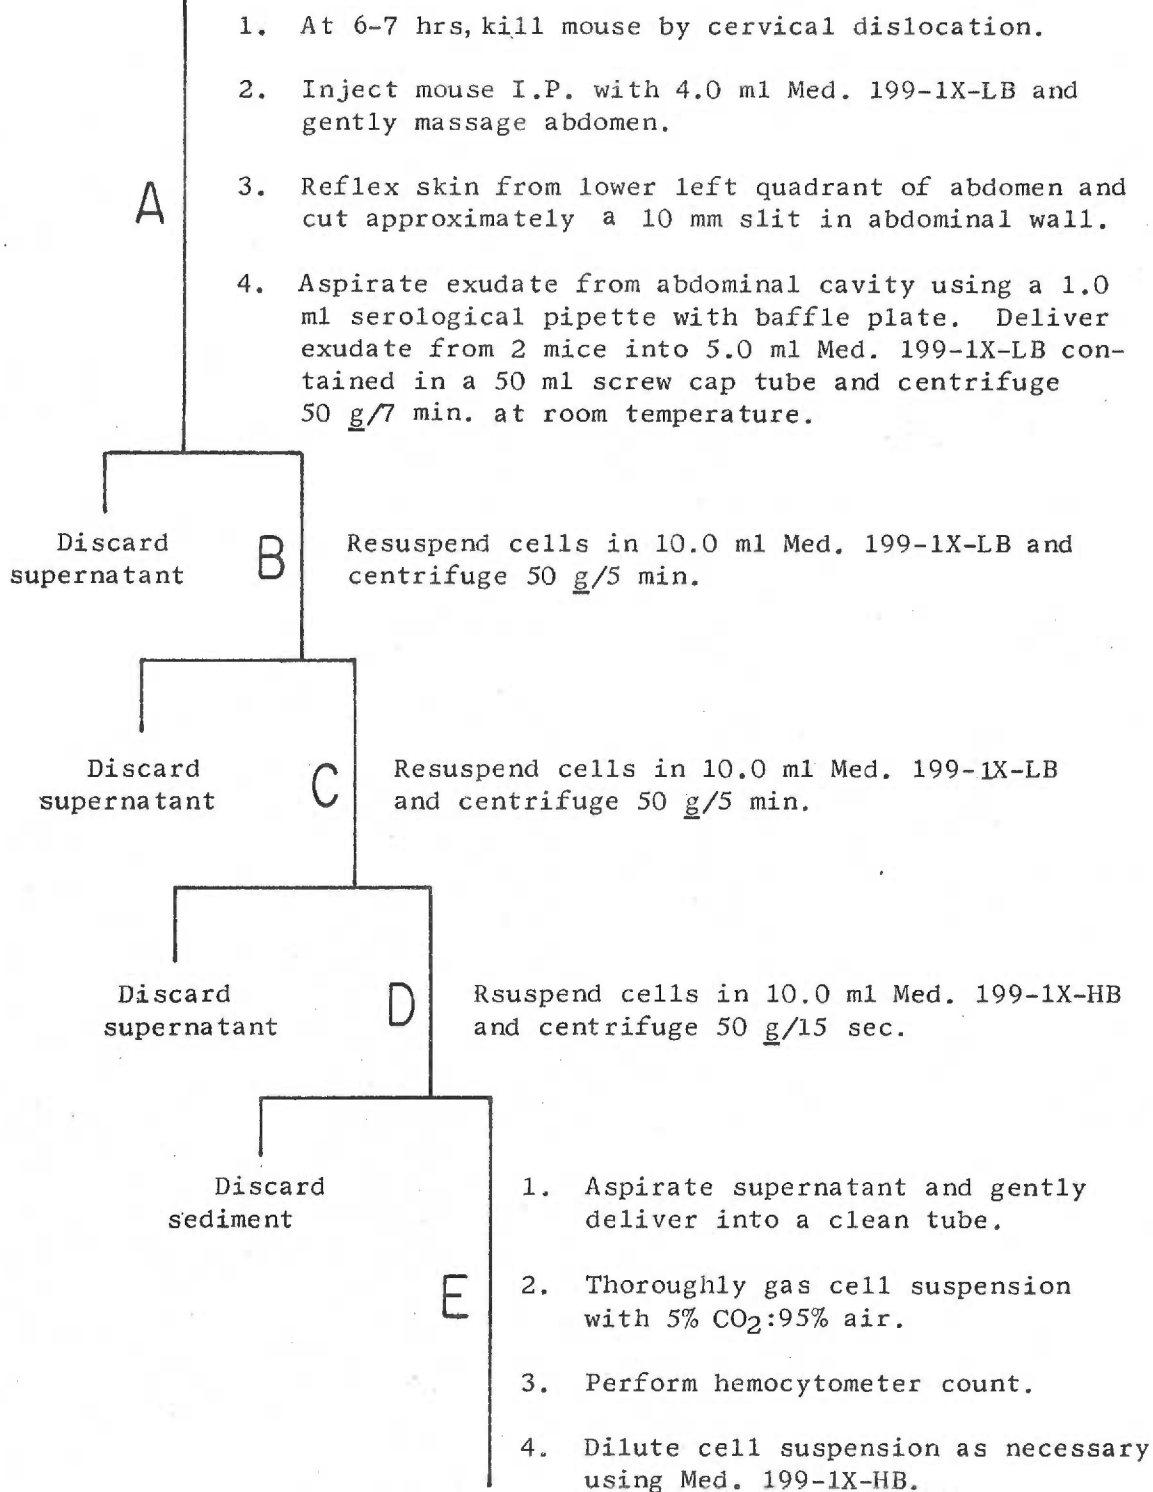 1. At 6-7 hrs, kill mouse by cervical dislocation.
2. Inject mouse I.P. with 4.0 ml Med. 199-1X-LB and
gently massage abdomen.
A
3. Reflex skin from lower left quadrant of abdomen and
cut approximately a 10 mm slit in abdominal wall.
4. Aspirate exudate from abdominal cavity using a 1.0
ml serological pipette with baffle plate. Deliver
exudate from 2 mice into 5.0 ml Med. 199-1X-LB con-
tained in a 50 ml screw cap tube and centrifuge
50 g/7 min. at room temperature.
Discard
supernatant
B
Resuspend cells in 10.0 ml Med. 199-1X-LB and
centrifuge 50 g/5 min.
Discard
supernatant
C
Resuspend cells in 10.0 ml Med. 199-1X-LB
and centrifuge 50 g/5 min.
Discard
supernatant
D
Rsuspend cells in 10.0 ml Med. 199-1X-HB
and centrifuge 50 g/15 sec.
Discard
sediment
E
1. Aspirate supernatant and gently
deliver into a clean tube.
2. Thoroughly gas cell suspension
with 5% CO2:95% air.
3. Perform hemocytometer count.
4. Dilute cell suspension as necessary
using Med. 199-1X-HB.